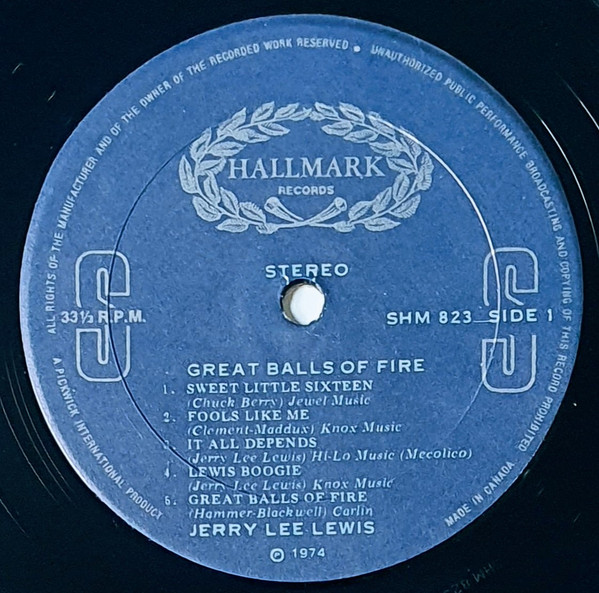 ALL RIGHTS OF THE MANUFACTURER AND OF THE OWNER OF THE RECORDED WORK RESERVED • UNAUTHORIZED PUBLIC PERFORMANCE BROADCASTING AND COPYING OF THIS RECORD PROHIBITED.
HALLMARK
RECORDS
STEREO
33⅓ R.P.M.
SHM 823 SIDE 1
GREAT BALLS OF FIRE
1. SWEET LITTLE SIXTEEN
(Chuck Berry) Jewel Music
2. FOOLS LIKE ME
(Clement-Maddux) Knox Music
3. IT ALL DEPENDS
(Jerry Lee Lewis) Hi-Lo Music (Mecolico)
4. LEWIS BOOGIE
(Jerry Lee Lewis) Knox Music
5. GREAT BALLS OF FIRE
(Hammer-Blackwell) Carlin
JERRY LEE LEWIS
℗ 1974
A PICKWICK INTERNATIONAL PRODUCT
MADE IN CANADA